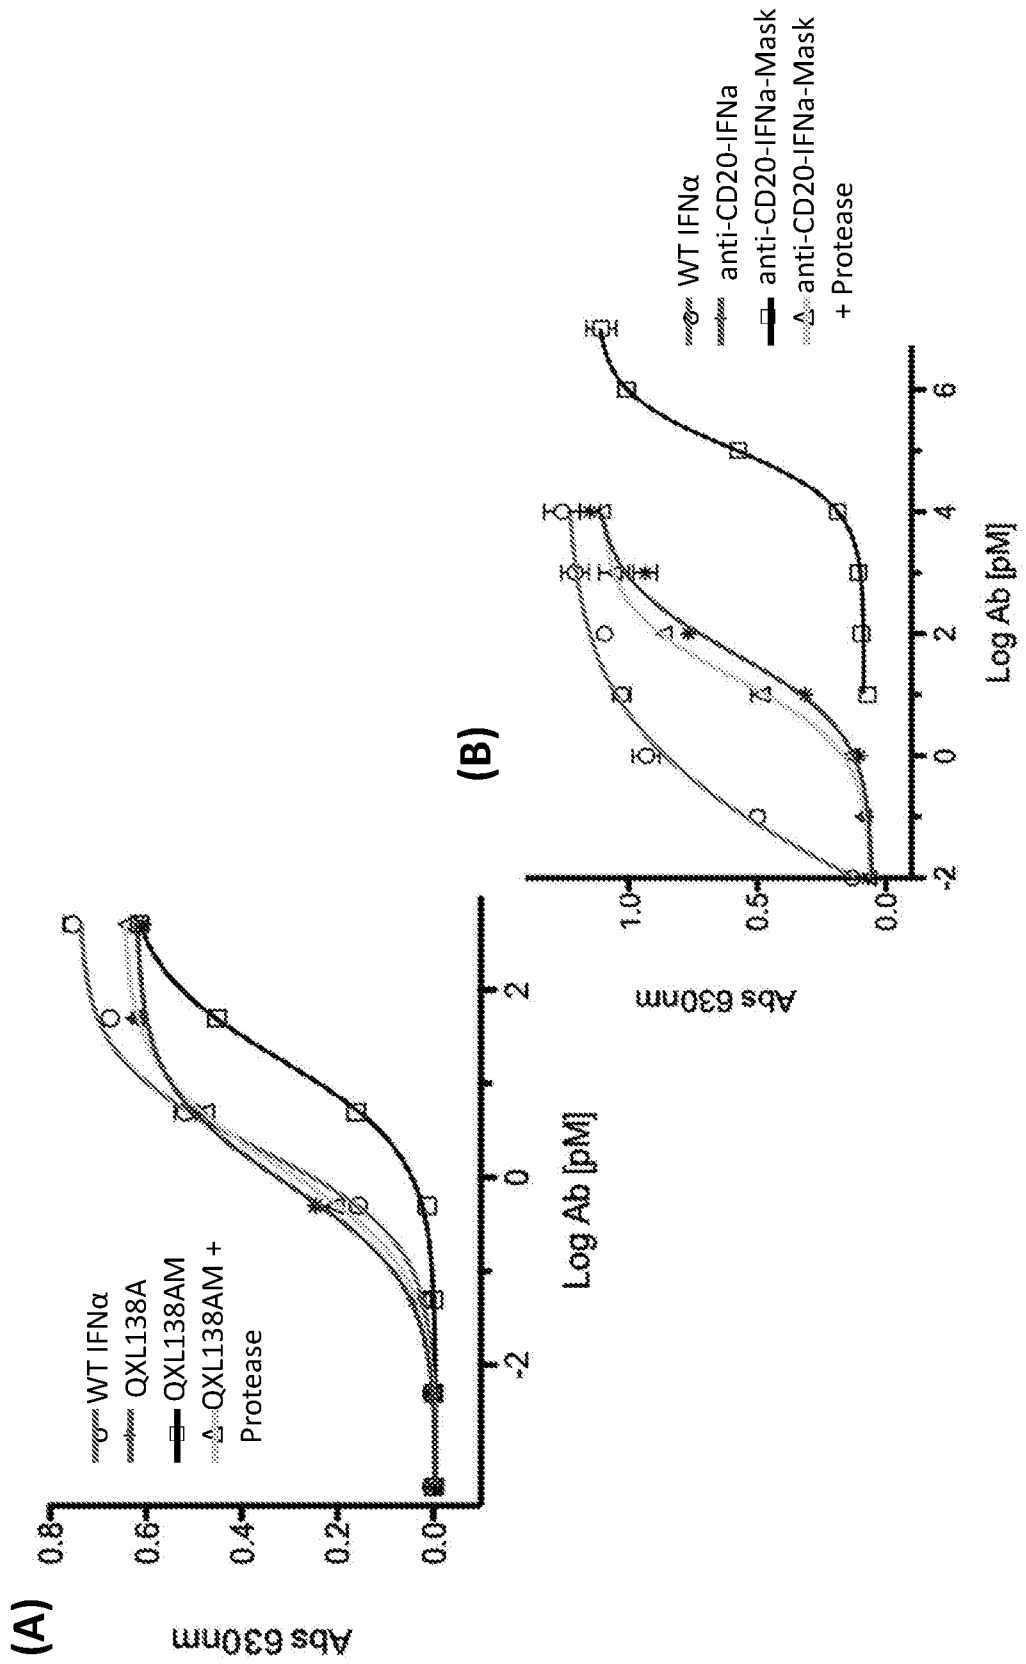 (A)
Abs 630nm
0.8
0.6
0.4
0.2
0.0
-2
0
2
Log Ab [pM]
WT IFNα
QXL138A
QXL138AM
QXL138AM +
Protease
(B)
Abs 630nm
1.0
0.5
0.0
-2
0
2
4
6
Log Ab [pM]
WT IFNα
anti-CD20-IFNa
anti-CD20-IFNa-Mask
anti-CD20-IFNa-Mask
+ Protease